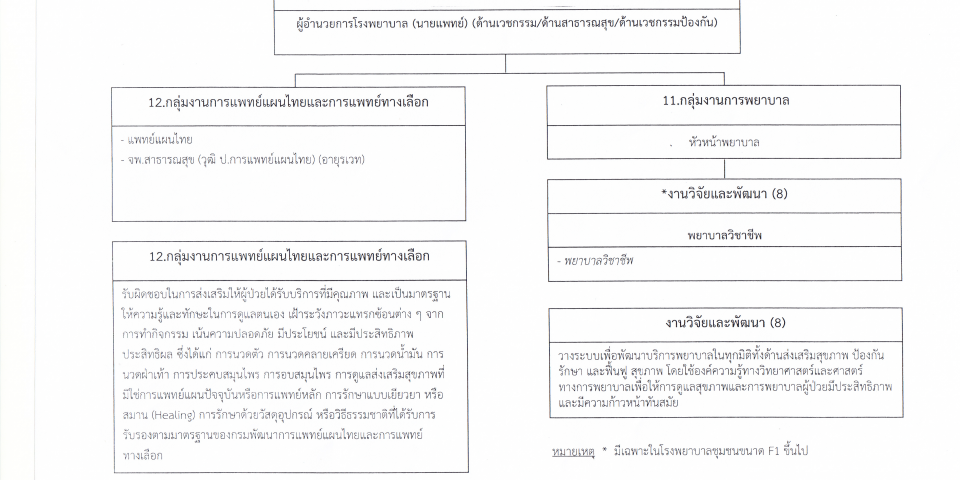 ผู้อำนวยการโรงพยาบาล (นายแพทย์) (ด้านเวชกรรม/ด้านสาธารณสุข/ด้านเวชกรรมป้องกัน)
12.กลุ่มงานการแพทย์แผนไทยและการแพทย์ทางเลือก
- แพทย์แผนไทย
- จพ.สาธารณสุข (วุฒิ ป.การแพทย์แผนไทย) (อายุรเวท)
11.กลุ่มงานการพยาบาล
หัวหน้าพยาบาล
*งานวิจัยและพัฒนา (8)
พยาบาลวิชาชีพ
- พยาบาลวิชาชีพ
12.กลุ่มงานการแพทย์แผนไทยและการแพทย์ทางเลือก
รับผิดชอบในการส่งเสริมให้ผู้ป่วยได้รับบริการที่มีคุณภาพ และเป็นมาตรฐาน
ให้ความรู้และทักษะในการดูแลตนเอง เฝ้าระวังภาวะแทรกซ้อนต่าง ๆ จาก
การทำกิจกรรม เน้นความปลอดภัย มีประโยชน์ และมีประสิทธิภาพ
ประสิทธิผล ซึ่งได้แก่ การนวดตัว การนวดคลายเครียด การนวดน้ำมัน การ
นวดฝ่าเท้า การประคบสมุนไพร การอบสมุนไพร การดูแลส่งเสริมสุขภาพที่
มิใช่การแพทย์แผนปัจจุบันหรือการแพทย์หลัก การรักษาแบบเยียวยา หรือ
สมาน (Healing) การรักษาด้วยวัสดุอุปกรณ์ หรือวิธีธรรมชาติที่ได้รับการ
รับรองตามมาตรฐานของกรมพัฒนาการแพทย์แผนไทยและการแพทย์
ทางเลือก
งานวิจัยและพัฒนา (8)
วางระบบเพื่อพัฒนาบริการพยาบาลในทุกมิติทั้งด้านส่งเสริมสุขภาพ ป้องกัน
รักษา และฟื้นฟู สุขภาพ โดยใช้องค์ความรู้ทางวิทยาศาสตร์และศาสตร์
ทางการพยาบาลเพื่อให้การดูแลสุขภาพและการพยาบาลผู้ป่วยมีประสิทธิภาพ
และมีความก้าวหน้าทันสมัย
หมายเหตุ * มีเฉพาะในโรงพยาบาลชุมชนขนาด F1 ขึ้นไป